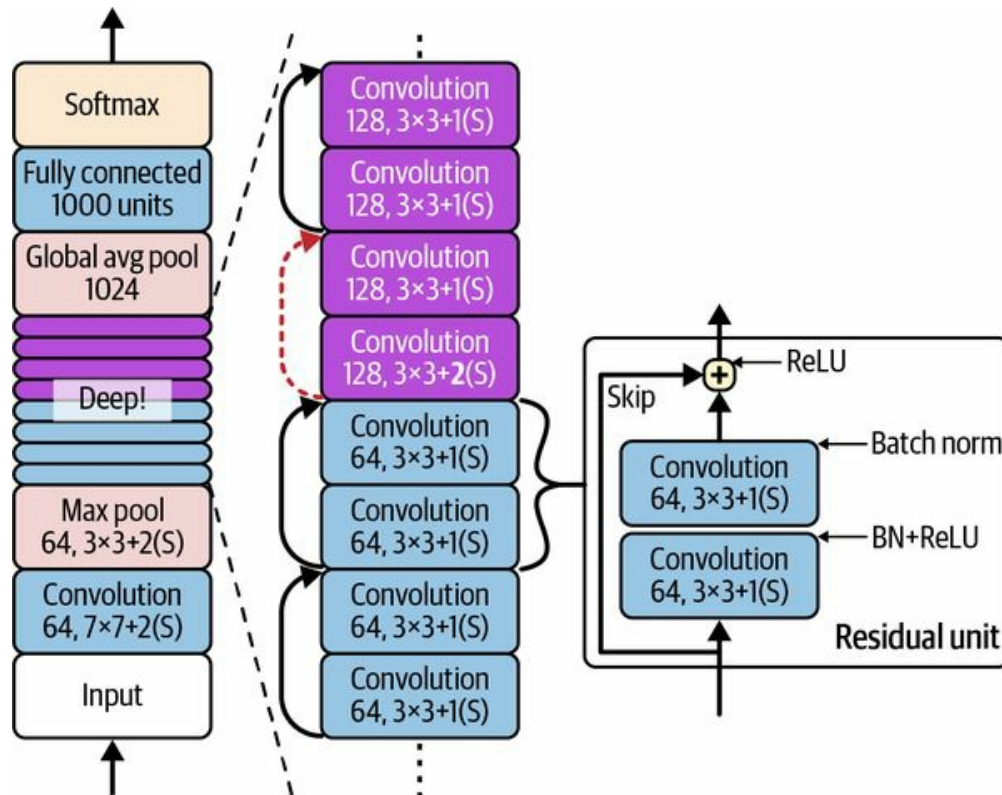 Softmax
Fully connected
1000 units
Global avg pool
1024
Deep!
Max pool
64, 3×3+2(S)
Convolution
64, 7×7+2(S)
Input
Convolution
128, 3×3+1(S)
Convolution
128, 3×3+1(S)
Convolution
128, 3×3+1(S)
Convolution
128, 3×3+2(S)
Convolution
64, 3×3+1(S)
Convolution
64, 3×3+1(S)
Convolution
64, 3×3+1(S)
Convolution
64, 3×3+1(S)
+
ReLU
Skip
Batch norm
Convolution
64, 3×3+1(S)
BN+ReLU
Convolution
64, 3×3+1(S)
Residual unit